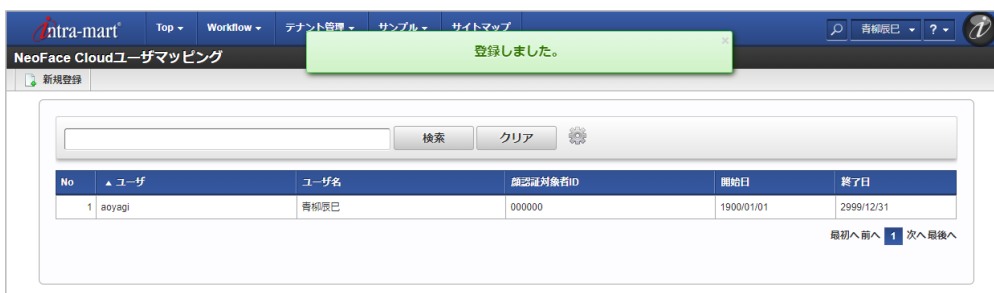 intra-mart® Top Workflow テナント管理 サンプル サイトマップ 青柳辰巳 ?
登録しました。 ×
NeoFace Cloudユーザマッピング
新規登録
検索 クリア
No ▲ ユーザ ユーザ名 顔認証対象者ID 開始日 終了日
1 aoyagi 青柳辰巳 000000 1900/01/01 2999/12/31
最初へ 前へ 1 次へ 最後へ